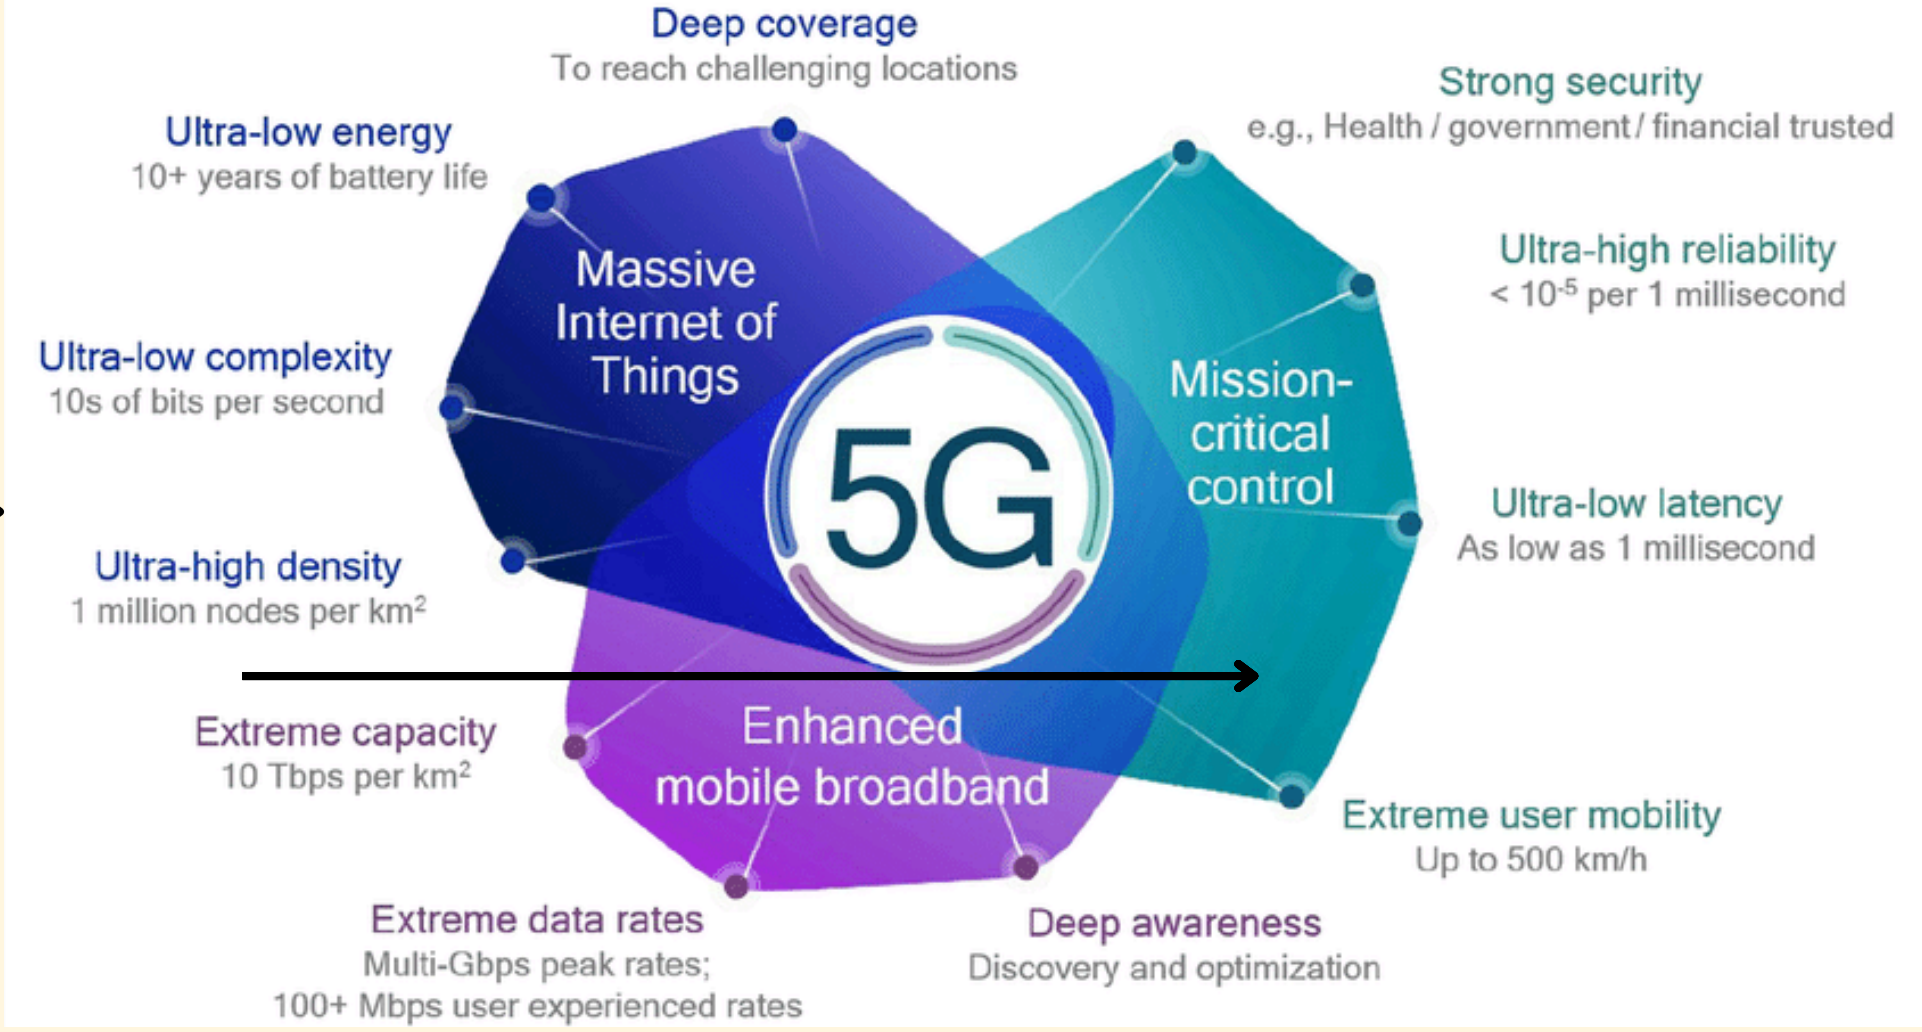 Deep coverage
To reach challenging locations
Ultra-low energy
10+ years of battery life
Ultra-low complexity
10s of bits per second
Ultra-high density
1 million nodes per km²
Massive
Internet of
Things
5G
Strong security
e.g., Health / government / financial trusted
Ultra-high reliability
< 10⁻⁵ per 1 millisecond
Mission-
critical
control
Ultra-low latency
As low as 1 millisecond
Extreme user mobility
Up to 500 km/h
Extreme capacity
10 Tbps per km²
Enhanced
mobile broadband
Extreme data rates
Multi-Gbps peak rates;
100+ Mbps user experienced rates
Deep awareness
Discovery and optimization